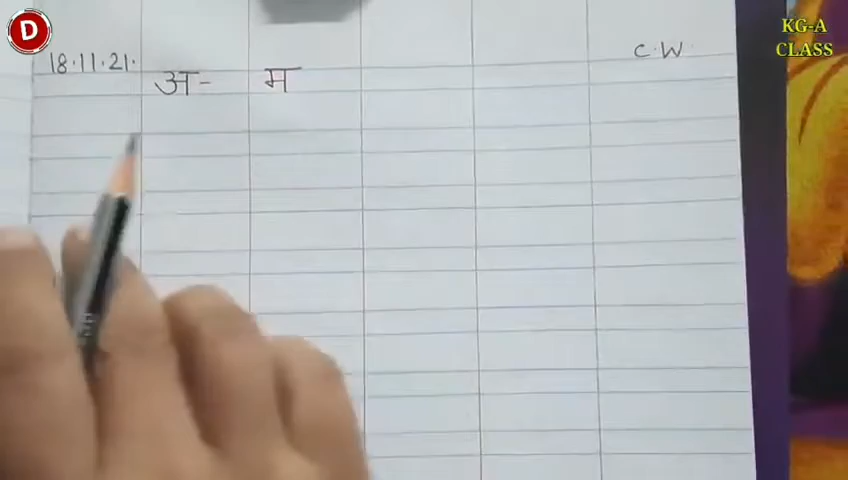 D
KG-A
CLASS
18.11.21.
C.W
अ- म